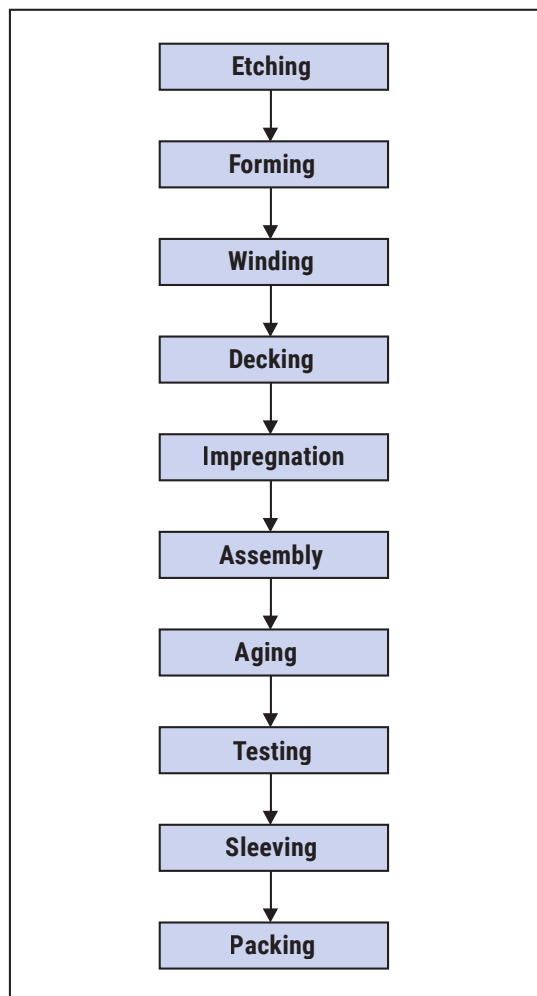 Etching
Forming
Winding
Decking
Impregnation
Assembly
Aging
Testing
Sleeving
Packing